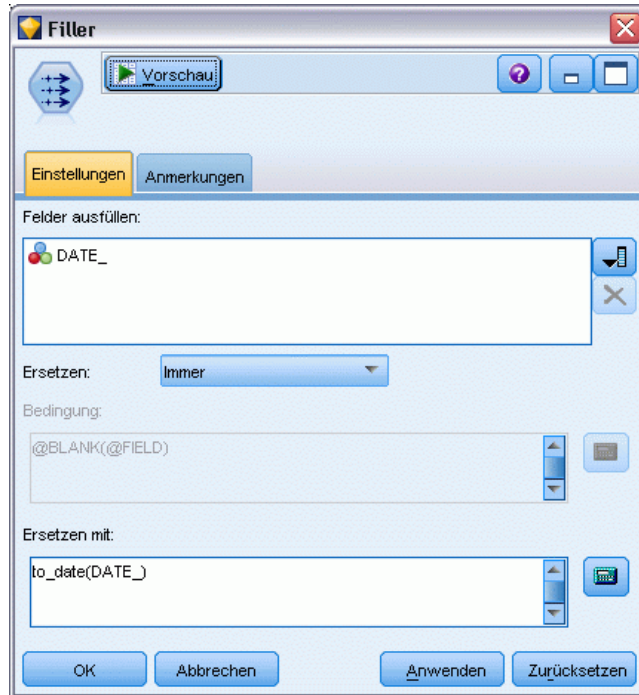 Filler
Vorschau
Einstellungen Anmerkungen
Felder ausfüllen:
DATE_
Ersetzen: Immer
Bedingung:
@BLANK(@FIELD)
Ersetzen mit:
to_date(DATE_)
OK Abbrechen Anwenden Zurücksetzen